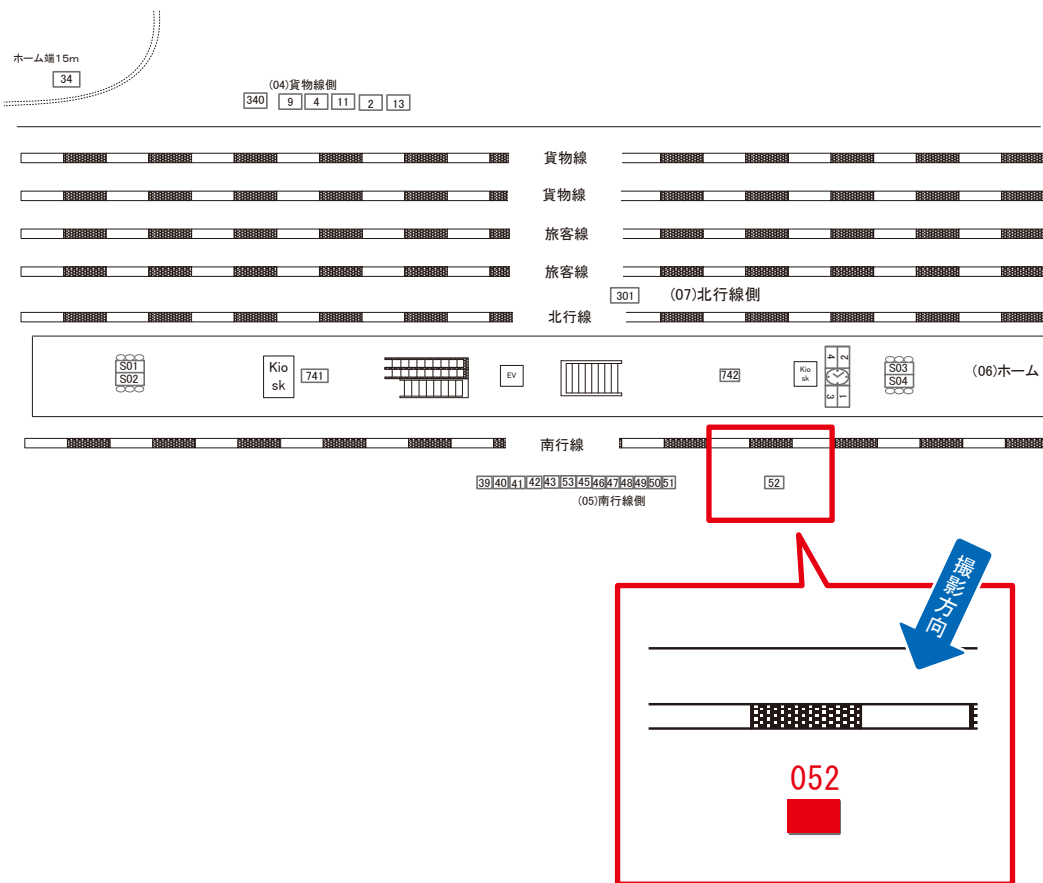 ホーム端15m
34
(04)貨物線側
340 9 4 11 2 13
貨物線
貨物線
旅客線
旅客線
301 (07)北行線側
北行線
S01
S02
Kio
sk
741
EV
742
Kio
sk
4 2
3 1
S03
S04
(06)ホーム
南行線
39 40 41 42 43 53 45 46 47 48 49 50 51
52
(05)南行線側
撮影方向
052